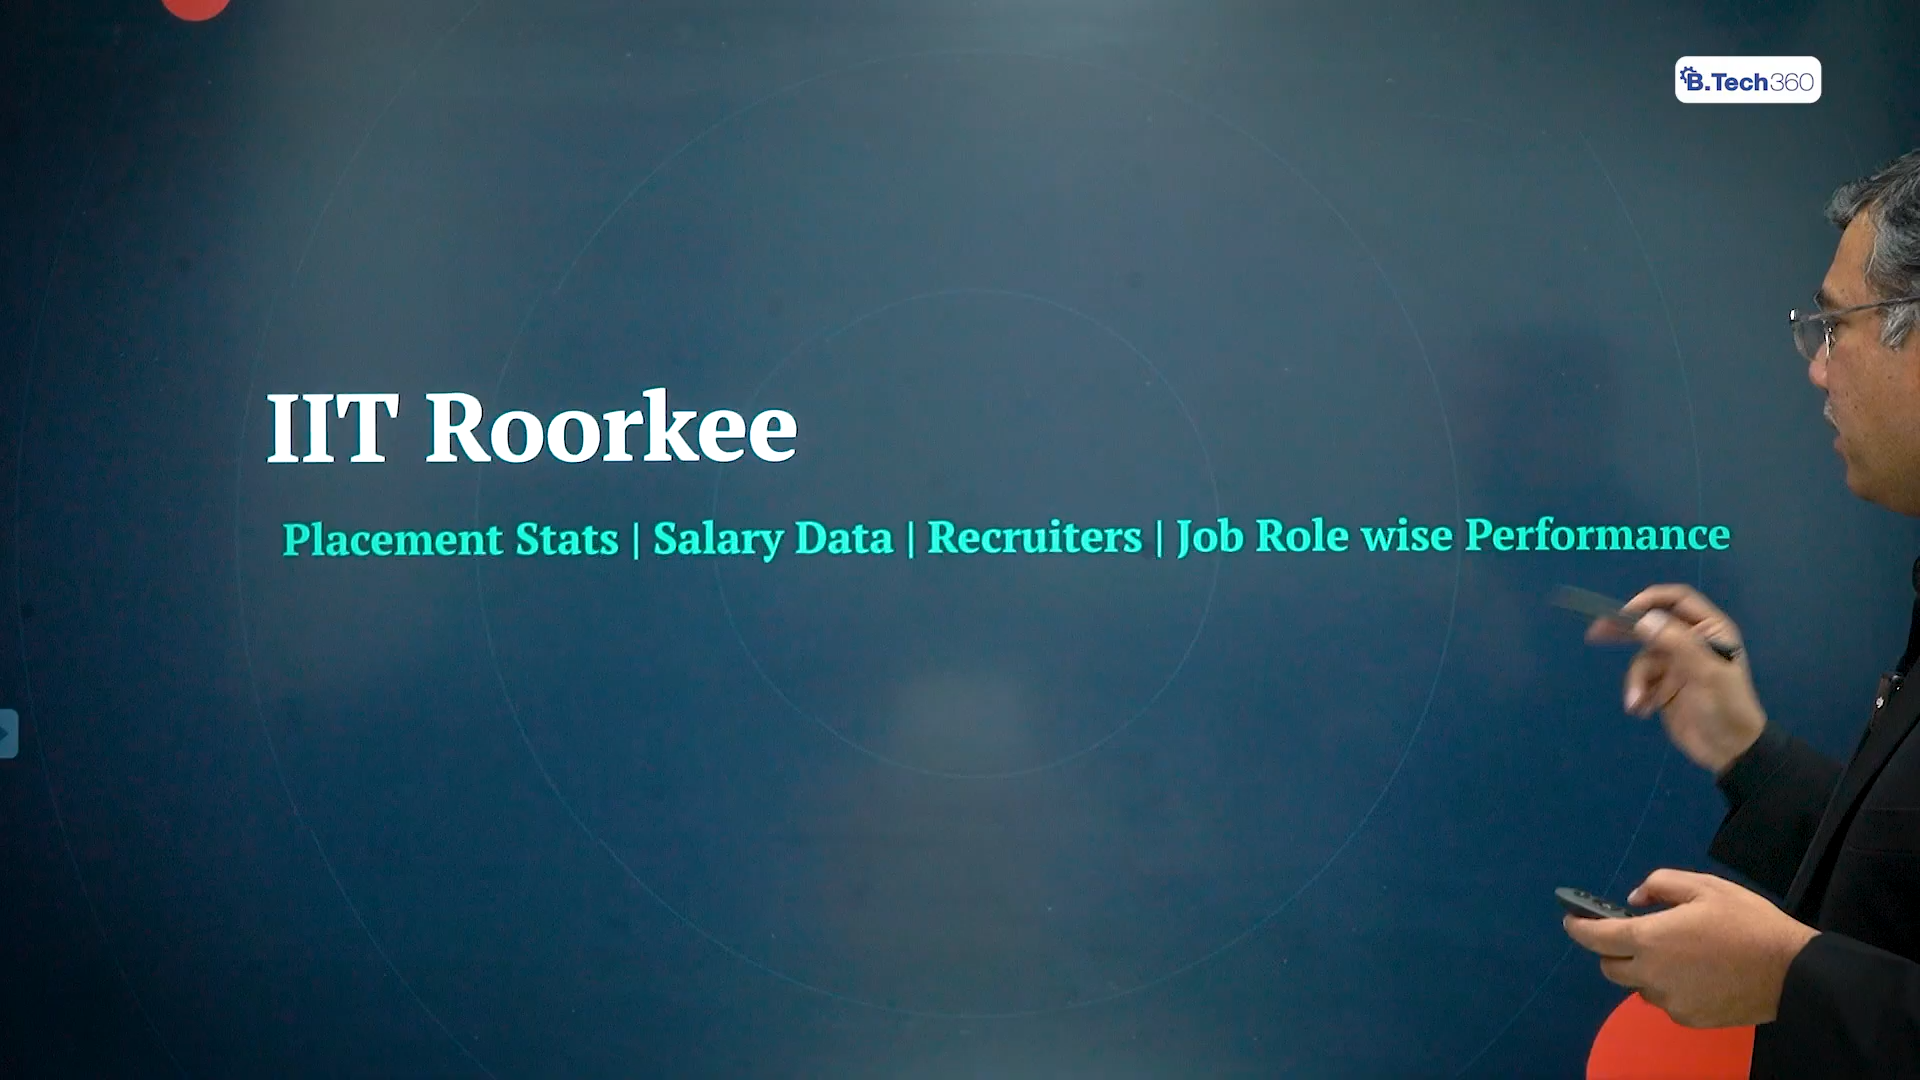 B.Tech360
IIT Roorkee
Placement Stats | Salary Data | Recruiters | Job Role wise Performance